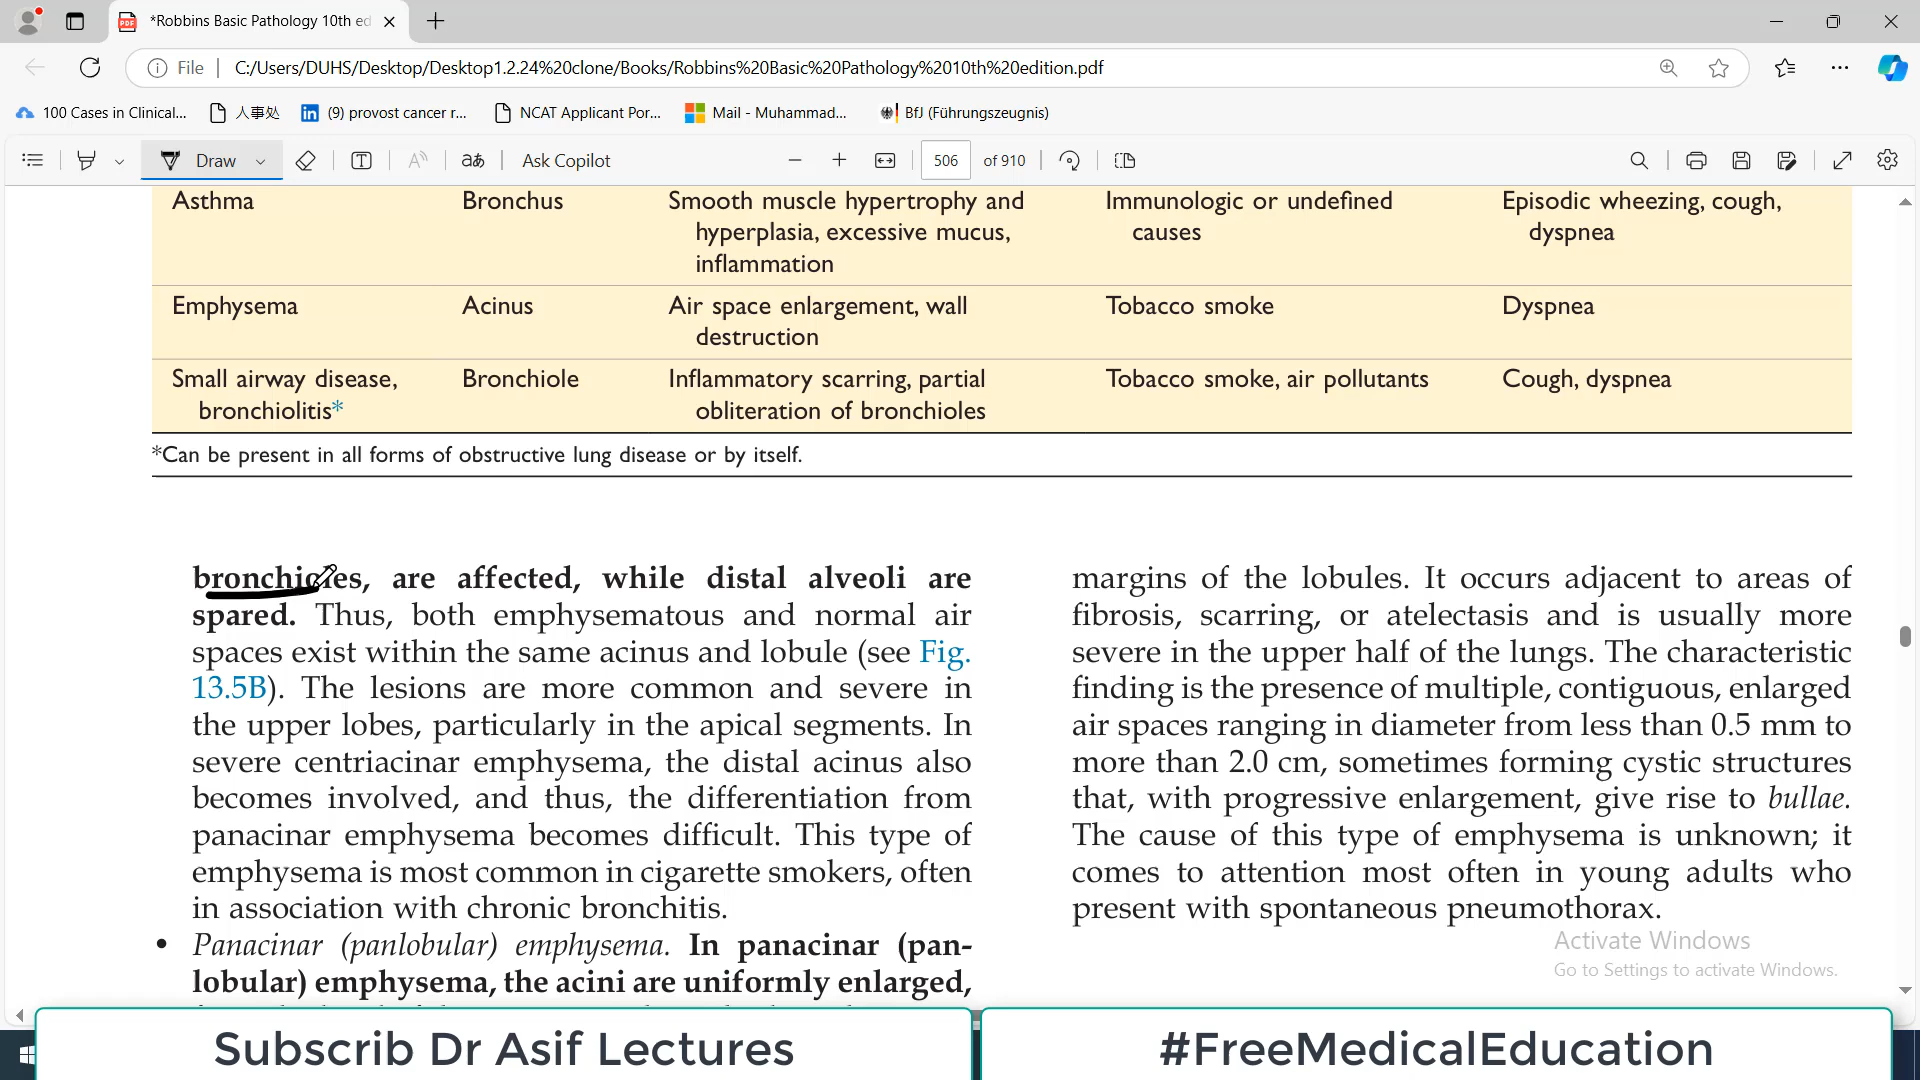 *Robbins Basic Pathology 10th ed
File
C:/Users/DUHS/Desktop/Desktop1.2.24%20clone/Books/Robbins%20Basic%20Pathology%2010th%20edition.pdf
100 Cases in Clinical...
人事处
(9) provost cancer r...
NCAT Applicant Por...
Mail - Muhammad...
BfJ (Führungszeugnis)
Draw
Ask Copilot
506 of 910
Asthma Bronchus Smooth muscle hypertrophy and Immunologic or undefined Episodic wheezing, cough,
hyperplasia, excessive mucus, causes dyspnea
inflammation
Emphysema Acinus Air space enlargement, wall Tobacco smoke Dyspnea
destruction
Small airway disease, Bronchiole Inflammatory scarring, partial Tobacco smoke, air pollutants Cough, dyspnea
bronchiolitis* obliteration of bronchioles
*Can be present in all forms of obstructive lung disease or by itself.
bronchioles, are affected, while distal alveoli are
spared. Thus, both emphysematous and normal air
spaces exist within the same acinus and lobule (see Fig.
13.5B). The lesions are more common and severe in
the upper lobes, particularly in the apical segments. In
severe centriacinar emphysema, the distal acinus also
becomes involved, and thus, the differentiation from
panacinar emphysema becomes difficult. This type of
emphysema is most common in cigarette smokers, often
in association with chronic bronchitis.
• Panacinar (panlobular) emphysema. In panacinar (pan-
lobular) emphysema, the acini are uniformly enlarged,
margins of the lobules. It occurs adjacent to areas of
fibrosis, scarring, or atelectasis and is usually more
severe in the upper half of the lungs. The characteristic
finding is the presence of multiple, contiguous, enlarged
air spaces ranging in diameter from less than 0.5 mm to
more than 2.0 cm, sometimes forming cystic structures
that, with progressive enlargement, give rise to bullae.
The cause of this type of emphysema is unknown; it
comes to attention most often in young adults who
present with spontaneous pneumothorax.
Activate Windows
Go to Settings to activate Windows.
Subscrib Dr Asif Lectures
#FreeMedicalEducation